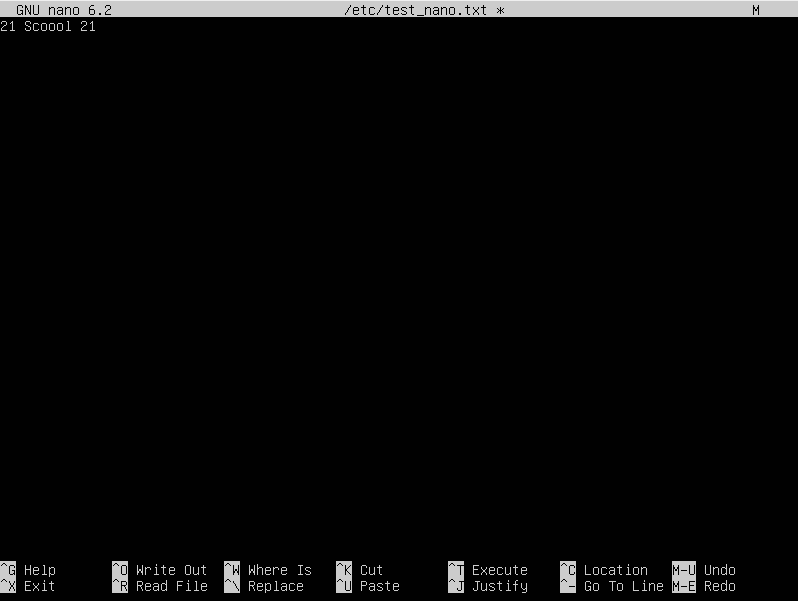 GNU nano 6.2 /etc/test_nano.txt * M
21 Scoool 21
^G Help ^O Write Out ^W Where Is ^K Cut ^T Execute ^C Location M-U Undo
^X Exit ^R Read File ^\ Replace ^U Paste ^J Justify ^- Go To Line M-E Redo